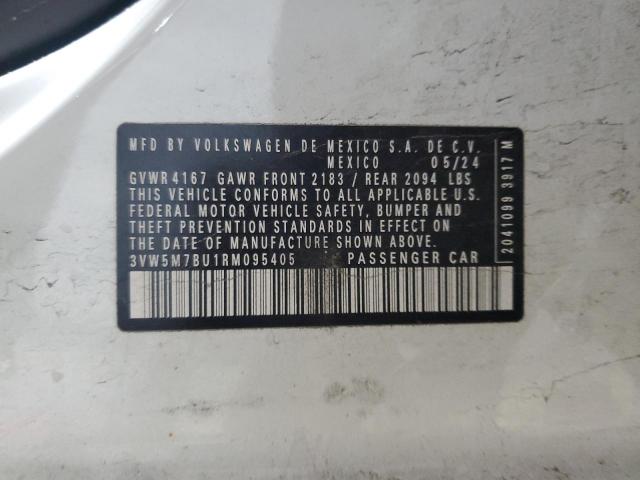 MFD BY VOLKSWAGEN DE MEXICO S.A. DE C.V.
MEXICO 05/24
GVWR 4167 GAWR FRONT 2183 / REAR 2094 LBS
THIS VEHICLE CONFORMS TO ALL APPLICABLE U.S.
FEDERAL MOTOR VEHICLE SAFETY, BUMPER AND
THEFT PREVENTION STANDARDS IN EFFECT ON
THE DATE OF MANUFACTURE SHOWN ABOVE.
3VW5M7BU1RM095405 PASSENGER CAR
2041099 3917 M